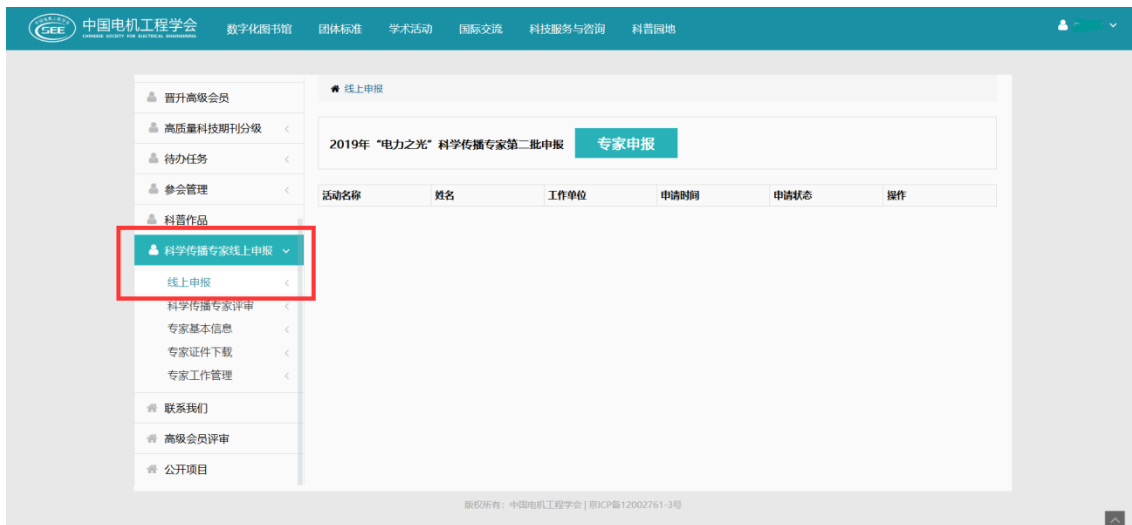 CSEE 中国电机工程学会 数字化图书馆 团体标准 学术活动 国际交流 科技服务与咨询 科普园地
CHINESE SOCIETY FOR ELECTRICAL ENGINEERING
晋升高级会员
高质量科技期刊分级
待办任务
参会管理
科普作品
科学传播专家线上申报
线上申报
科学传播专家评审
专家基本信息
专家证件下载
专家工作管理
联系我们
高级会员评审
公开项目
线上申报
2019年“电力之光”科学传播专家第二批申报 专家申报
活动名称 姓名 工作单位 申请时间 申请状态 操作
版权所有：中国电机工程学会 | 京ICP备12002761-3号